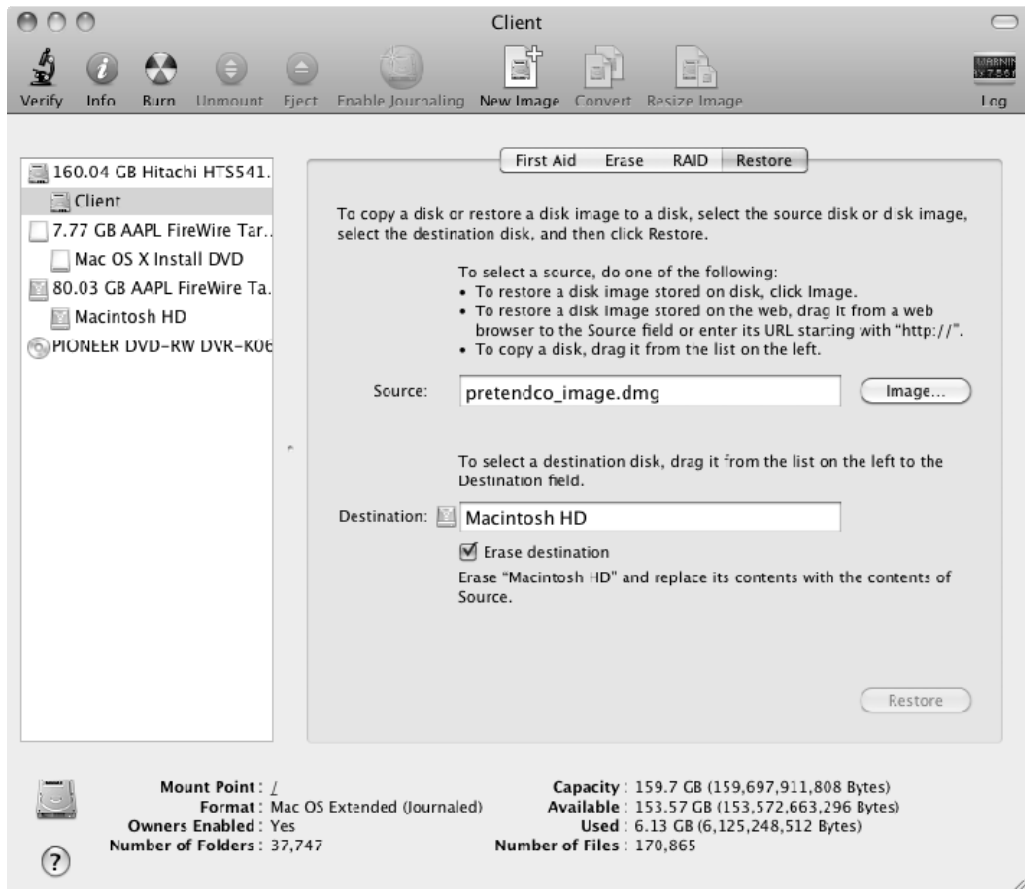 Client
Verify Info Burn Unmount Eject Enable Journaling New Image Convert Resize Image Log
160.04 GB Hitachi HTS541.
Client
7.77 GB AAPL FireWire Tar..
Mac OS X Install DVD
80.03 GB AAPL FireWire Ta.
Macintosh HD
PIONEER DVD-RW DVR-K06
First Aid Erase RAID Restore
To copy a disk or restore a disk image to a disk, select the source disk or disk image,
select the destination disk, and then click Restore.
To select a source, do one of the following:
• To restore a disk image stored on disk, click Image.
• To restore a disk image stored on the web, drag it from a web
browser to the Source field or enter its URL starting with “http://”.
• To copy a disk, drag it from the list on the left.
Source: pretendco_image.dmg Image...
To select a destination disk, drag it from the list on the left to the
Destination field.
Destination: Macintosh HD
Erase destination
Erase “Macintosh HD” and replace its contents with the contents of
Source.
Restore
Mount Point : /
Format : Mac OS Extended (Journaled)
Owners Enabled : Yes
Number of Folders : 37,747
Capacity : 159.7 GB (159,697,911,808 Bytes)
Available : 153.57 GB (153,572,663,296 Bytes)
Used : 6.13 GB (6,125,248,512 Bytes)
Number of Files : 170,865
?